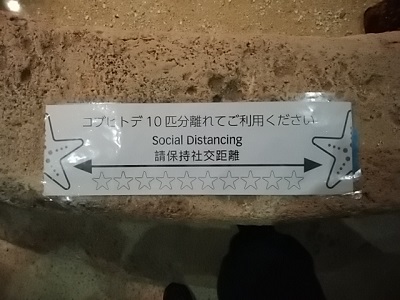 コブヒトデ10匹分離れてご利用ください
Social Distancing
請保持社交距離